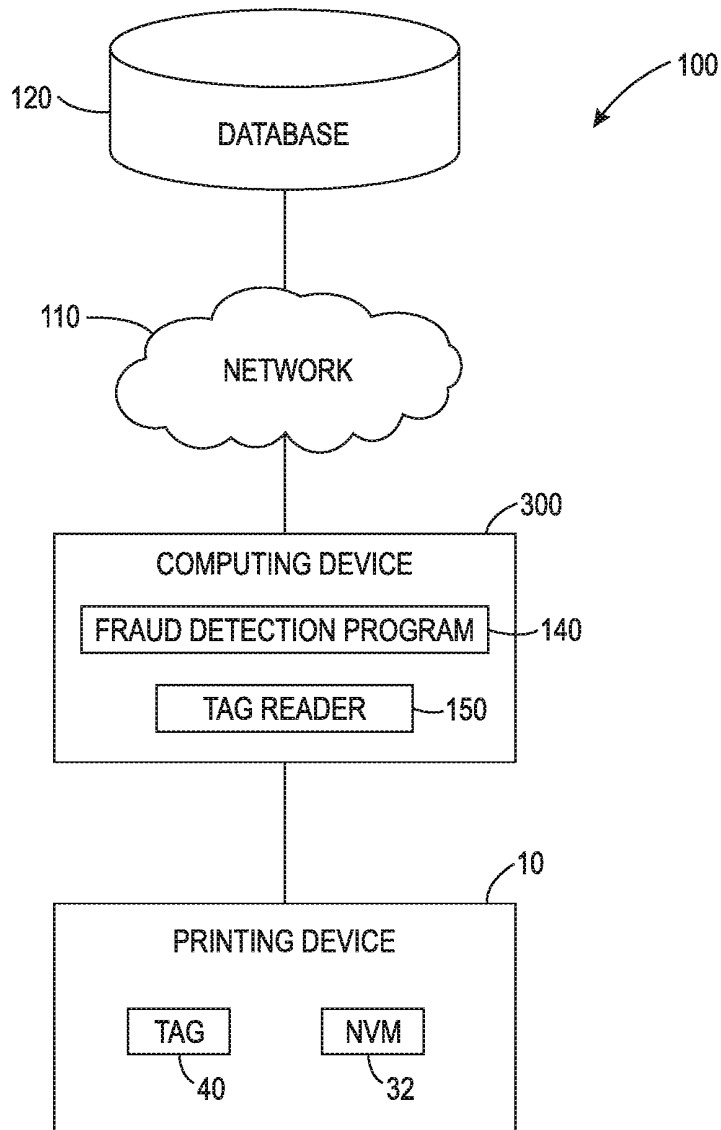 100
120
DATABASE
110
NETWORK
300
COMPUTING DEVICE
FRAUD DETECTION PROGRAM
140
TAG READER
150
10
PRINTING DEVICE
TAG
NVM
40
32